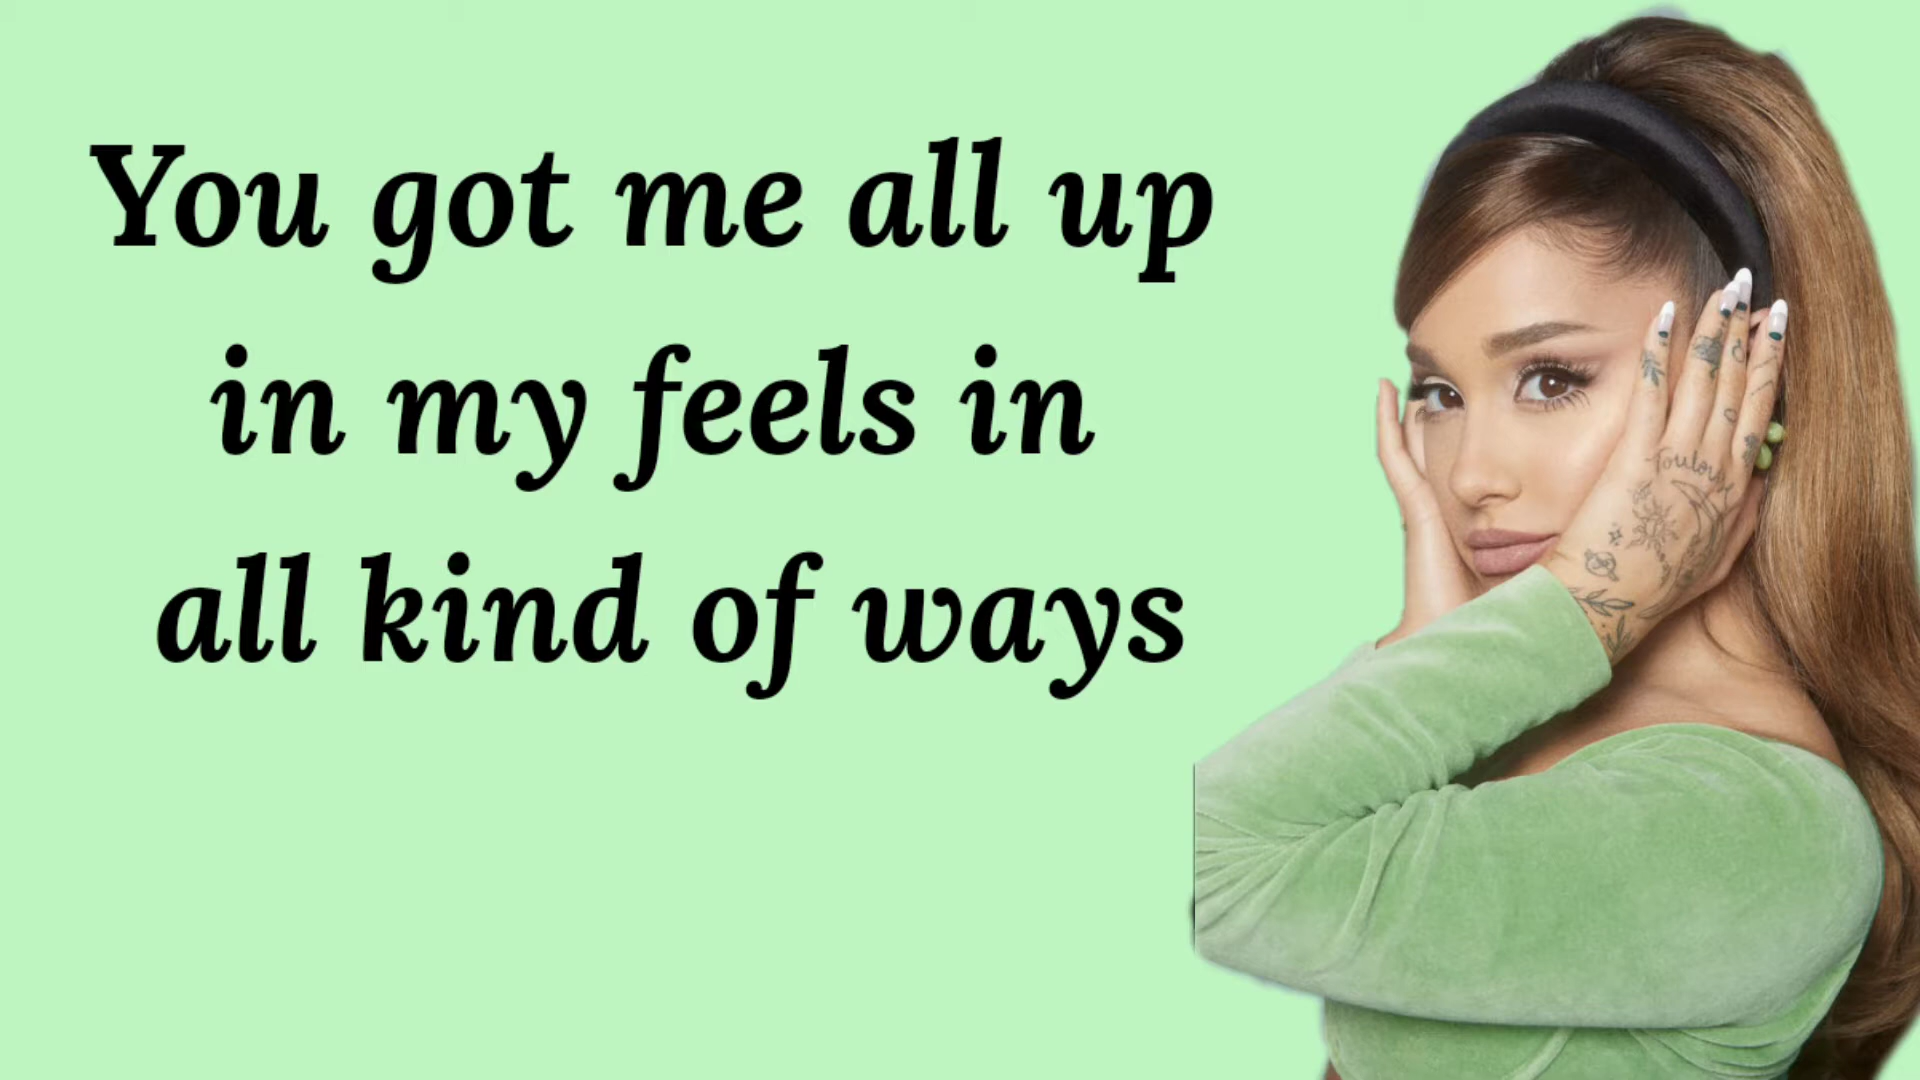 You got me all up
in my feels in
all kind of ways